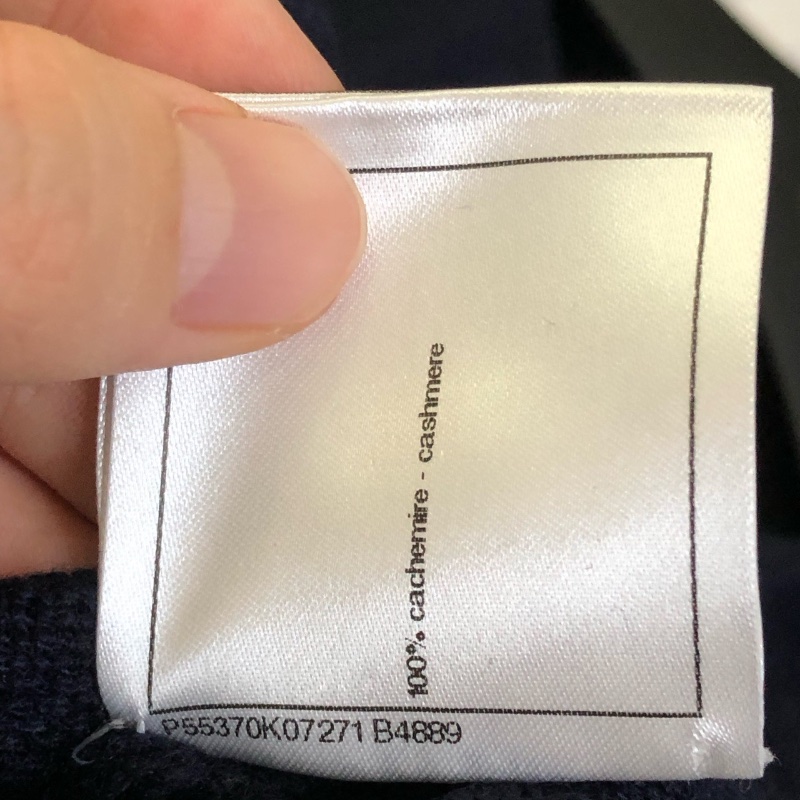 100% cachemire - cashmere
P55370K07271 B4889